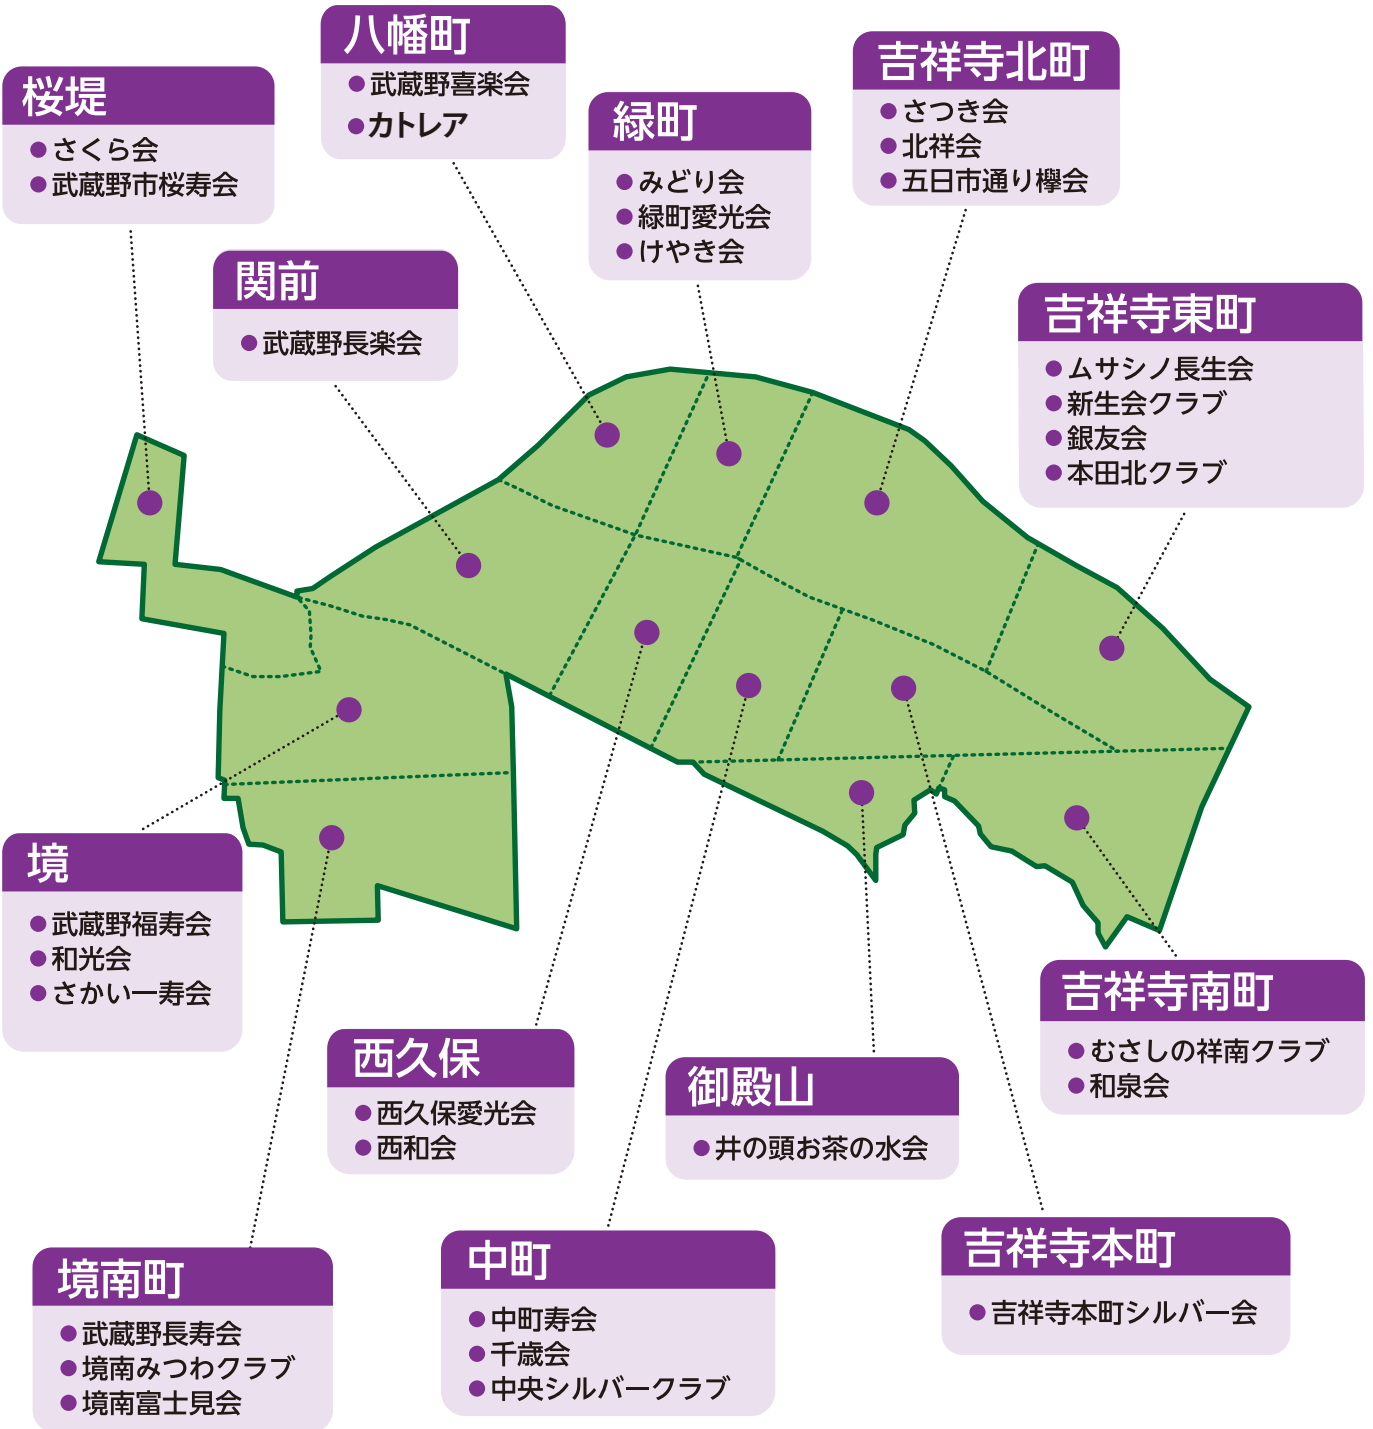 八幡町
武蔵野喜楽会
カトレア
吉祥寺北町
さつき会
北祥会
五日市通り欅会
桜堤
さくら会
武蔵野市桜寿会
緑町
みどり会
緑町愛光会
けやき会
関前
武蔵野長楽会
吉祥寺東町
ムサシノ長生会
新生会クラブ
銀友会
本田北クラブ
境
武蔵野福寿会
和光会
さかい一寿会
吉祥寺南町
むさしの祥南クラブ
和泉会
西久保
西久保愛光会
西和会
御殿山
井の頭お茶の水会
吉祥寺本町
吉祥寺本町シルバー会
中町
中町寿会
千歳会
中央シルバークラブ
境南町
武蔵野長寿会
境南みつわクラブ
境南富士見会